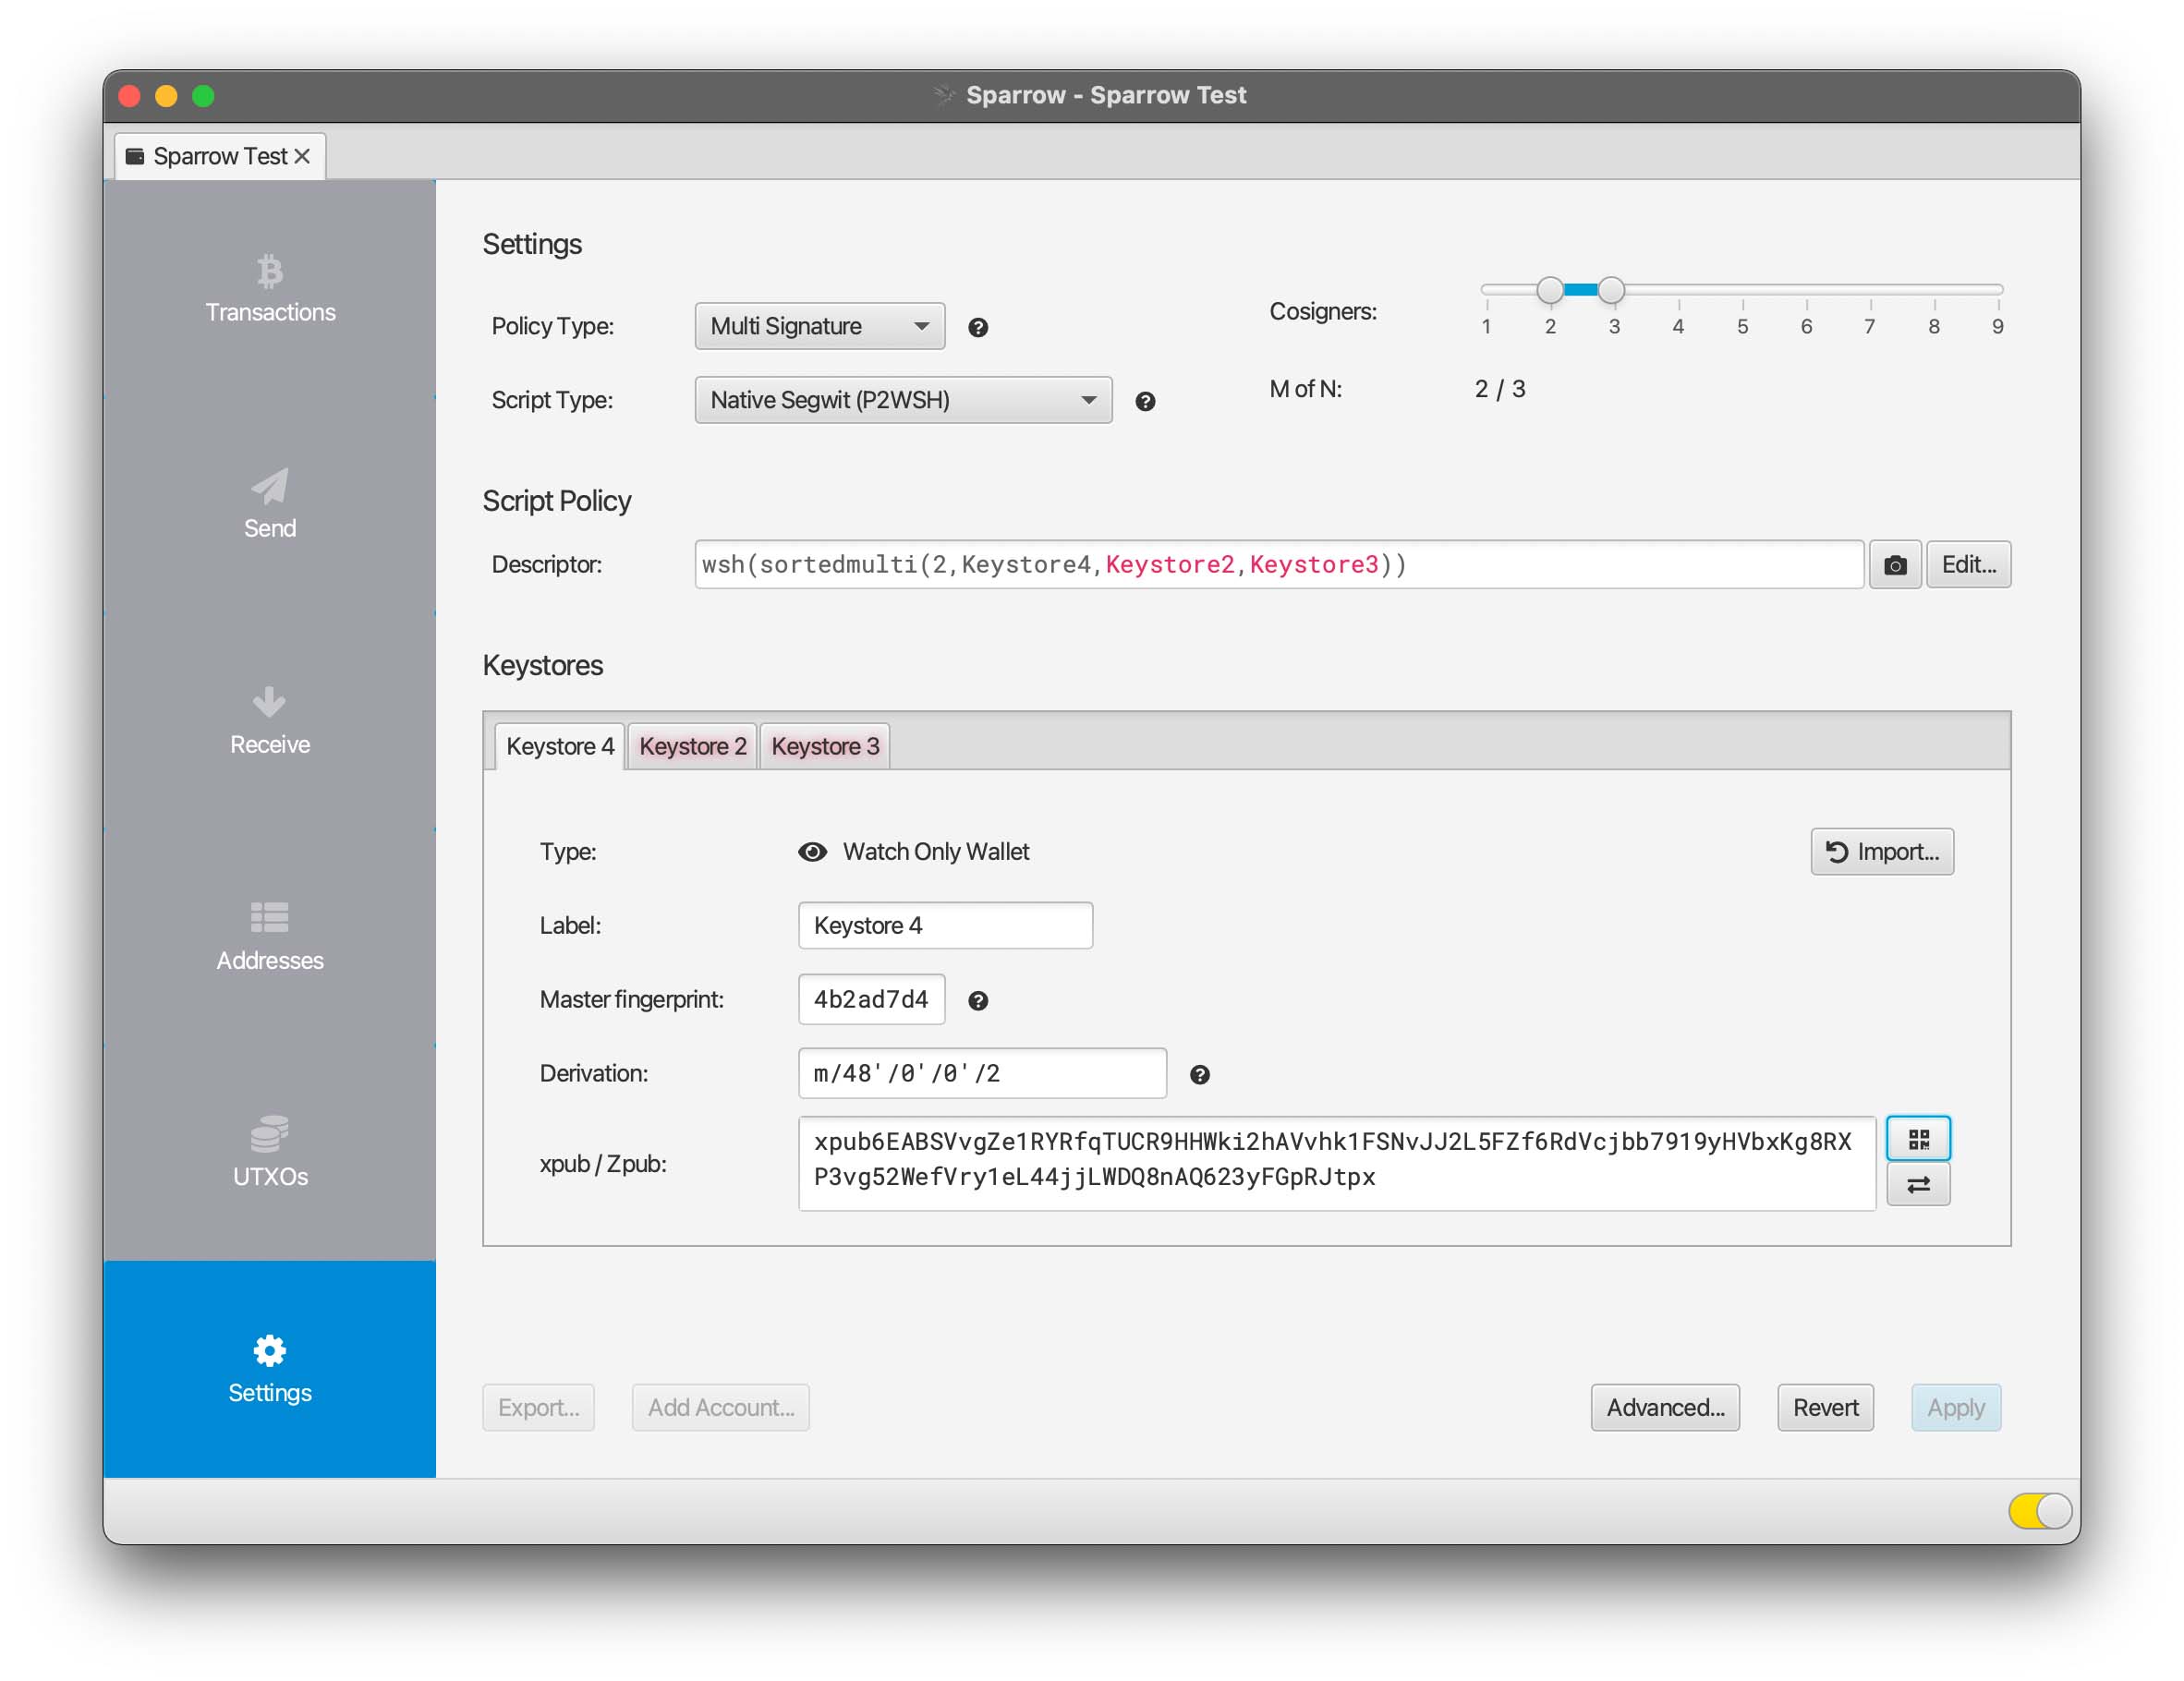 Sparrow - Sparrow Test
Sparrow Test
Transactions
Send
Receive
Addresses
UTXOs
Settings
Settings
Policy Type:
Multi Signature
Cosigners:
1 2 3 4 5 6 7 8 9
Script Type:
Native Segwit (P2WSH)
M of N:
2 / 3
Script Policy
Descriptor:
wsh(sortedmulti(2,Keystore4,Keystore2,Keystore3))
Edit...
Keystores
Keystore 4
Keystore 2
Keystore 3
Type:
Watch Only Wallet
Import...
Label:
Keystore 4
Master fingerprint:
4b2ad7d4
Derivation:
m/48'/0'/0'/2
xpub / Zpub:
xpub6EABSVvgZe1RYRfqTUCR9HHWki2hAVvhk1FSNvJJ2L5FZf6RdVcjbb7919yHVbxKg8RX
P3vg52WefVry1eL44jjLWDQ8nAQ623yFGpRJtpx
Export...
Add Account...
Advanced...
Revert
Apply